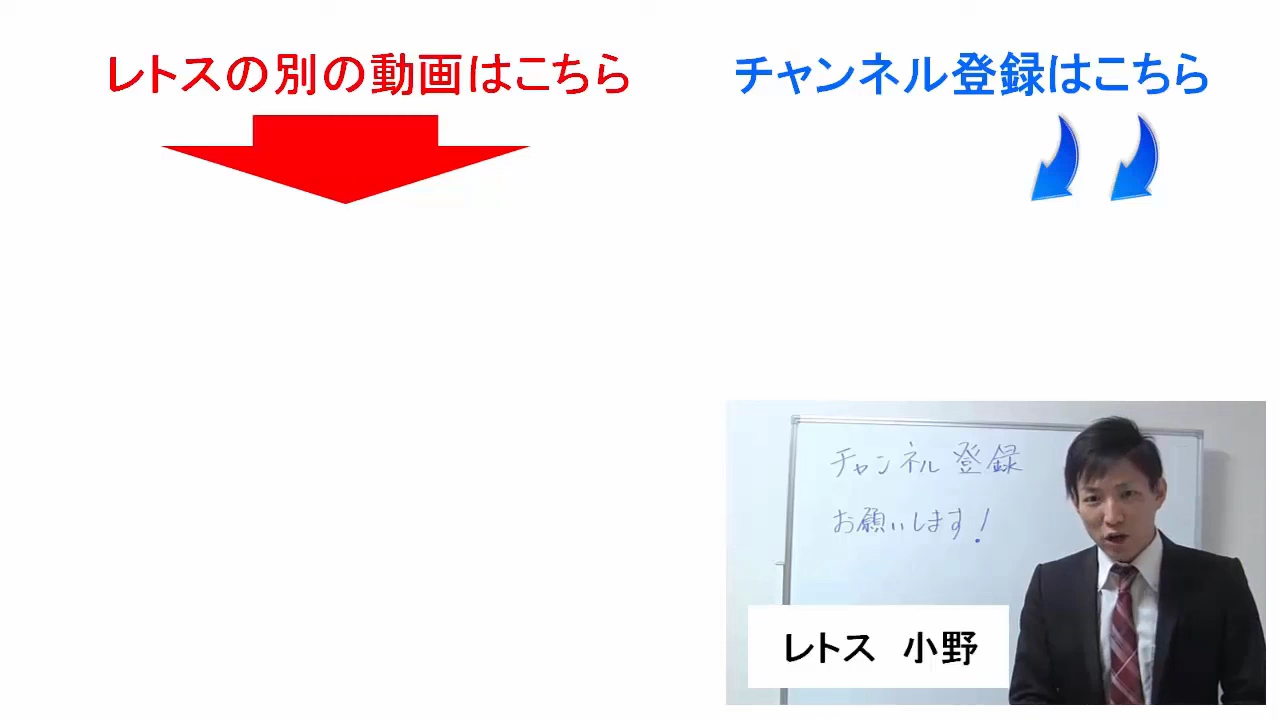 レトスの別の動画はこちら
チャンネル登録はこちら
チャンネル登録
お願いします!
レトス 小野